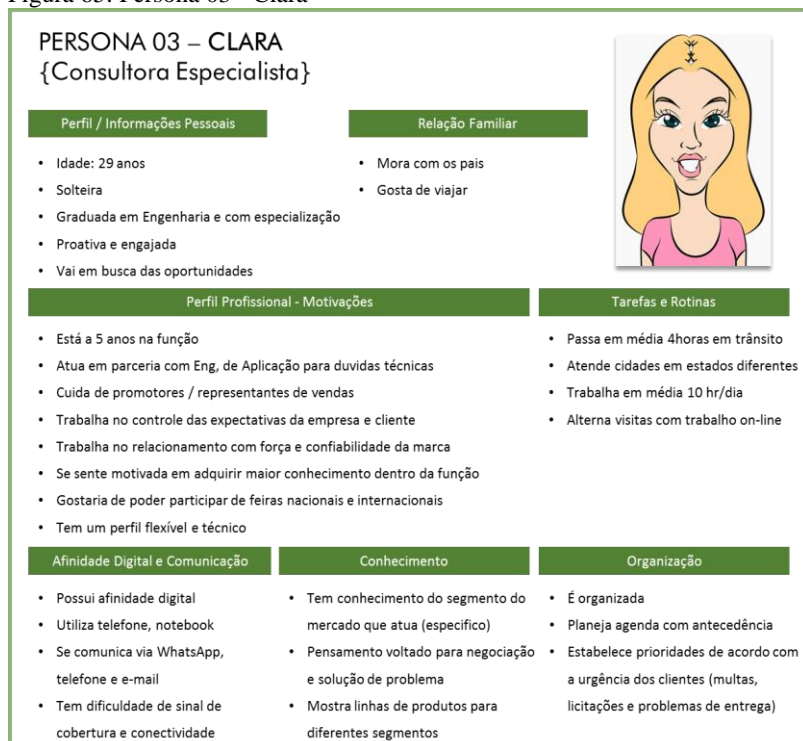 Figura 63: Persona 03 - Clara
PERSONA 03 – CLARA
{Consultora Especialista}
Perfil / Informações Pessoais
• Idade: 29 anos
• Solteira
• Graduada em Engenharia e com especialização
• Proativa e engajada
• Vai em busca das oportunidades
Relação Familiar
• Mora com os pais
• Gosta de viajar
Perfil Profissional - Motivações
• Está a 5 anos na função
• Atua em parceria com Eng, de Aplicação para duvidas técnicas
• Cuida de promotores / representantes de vendas
• Trabalha no controle das expectativas da empresa e cliente
• Trabalha no relacionamento com força e confiabilidade da marca
• Se sente motivada em adquirir maior conhecimento dentro da função
• Gostaria de poder participar de feiras nacionais e internacionais
• Tem um perfil flexível e técnico
Tarefas e Rotinas
• Passa em média 4horas em trânsito
• Atende cidades em estados diferentes
• Trabalha em média 10 hr/dia
• Alterna visitas com trabalho on-line
Afinidade Digital e Comunicação
• Possui afinidade digital
• Utiliza telefone, notebook
• Se comunica via WhatsApp,
telefone e e-mail
• Tem dificuldade de sinal de
cobertura e conectividade
Conhecimento
• Tem conhecimento do segmento do
mercado que atua (especifico)
• Pensamento voltado para negociação
e solução de problema
• Mostra linhas de produtos para
diferentes segmentos
Organização
• É organizada
• Planeja agenda com antecedência
• Estabelece prioridades de acordo com
a urgência dos clientes (multas,
licitações e problemas de entrega)